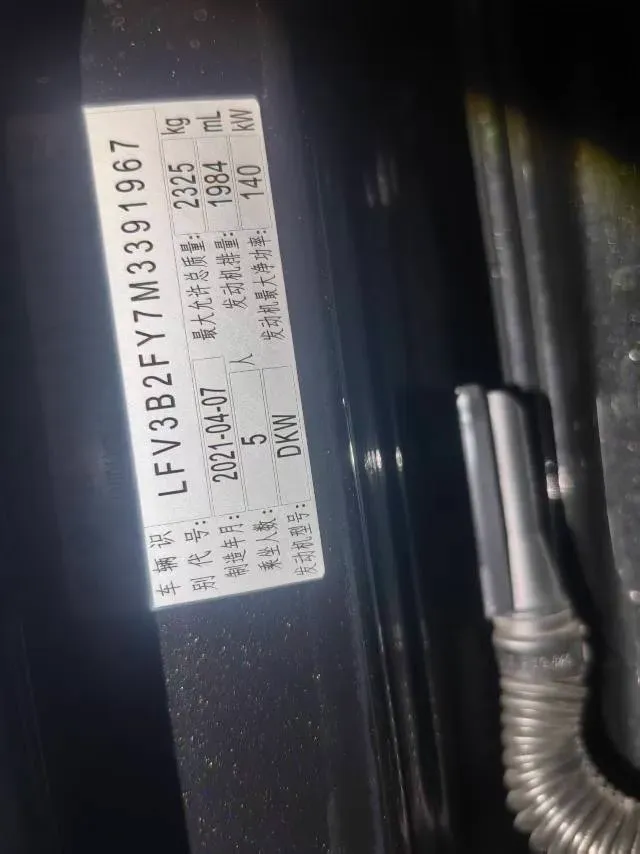 车辆识别代号: LFV3B2FY7M3391967
制造年月: 2021-04-07 最大允许总质量: 2325 kg
乘坐人数: 5 人 发动机排量: 1984 mL
发动机型号: DKW 发动机最大净功率: 140 kW